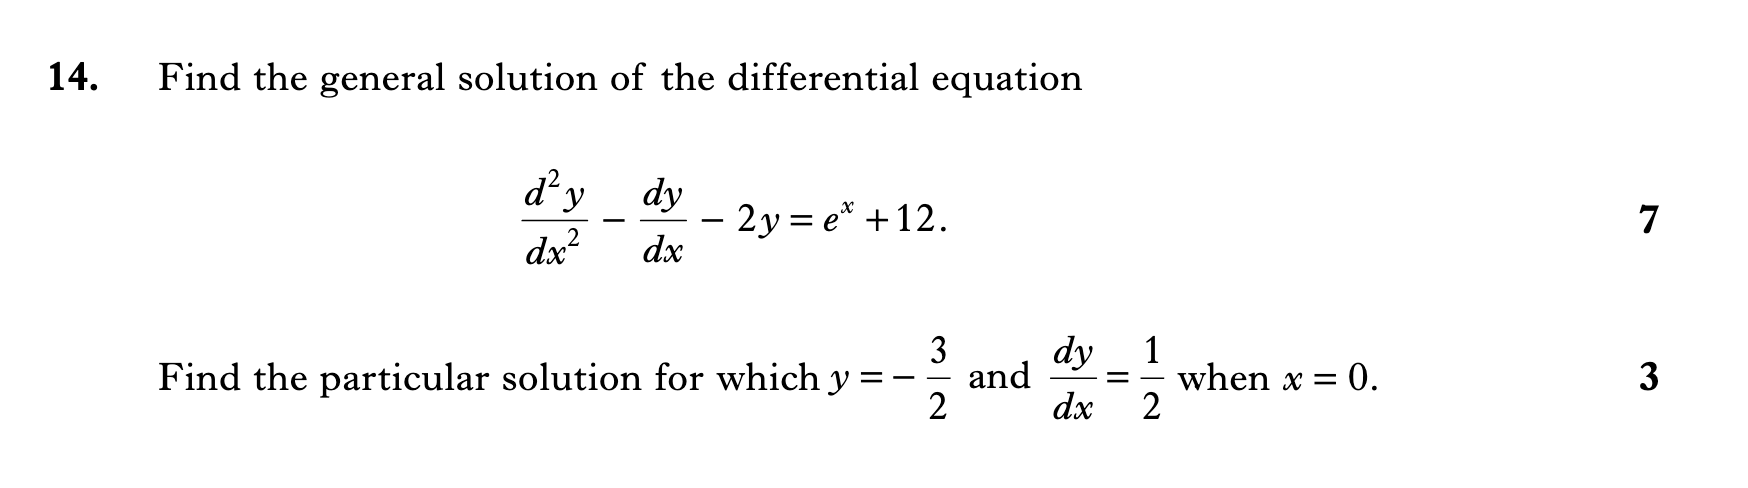 14. Find the general solution of the differential equation
d²y/dx² − dy/dx − 2y = eˣ + 12. 7
Find the particular solution for which y = − 3/2 and dy/dx = 1/2 when x = 0. 3